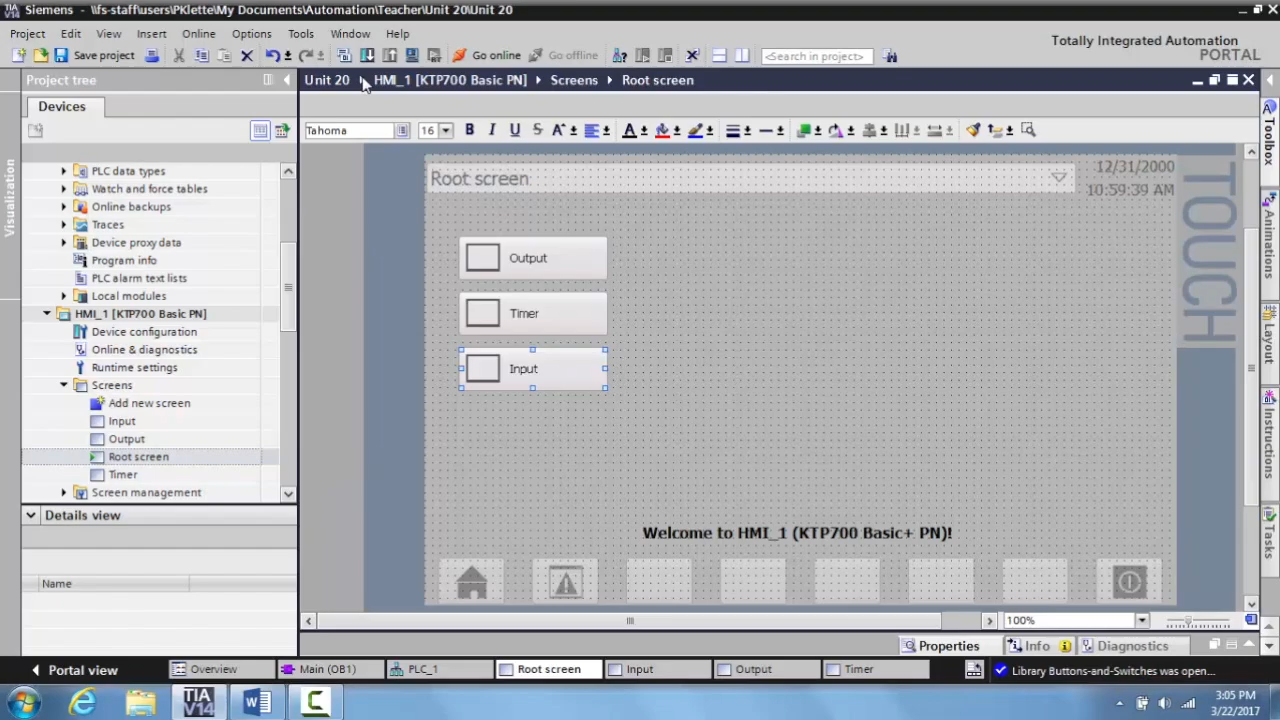 TIA V14 Siemens - \\fs-staff\users\PKlette\My Documents\Automation\Teacher\Unit 20\Unit 20
Project Edit View Insert Online Options Tools Window Help
Totally Integrated Automation
PORTAL
Save project Go online Go offline <Search in project>
Project tree
Unit 20 HMI_1 [KTP700 Basic PN] Screens Root screen
Devices
Tahoma 16 B I U S A A
Visualization
PLC data types
Watch and force tables
Online backups
Traces
Device proxy data
Program info
PLC alarm text lists
Local modules
HMI_1 [KTP700 Basic PN]
Device configuration
Online & diagnostics
Runtime settings
Screens
Add new screen
Input
Output
Root screen
Timer
Screen management
Details view
Name
Root screen
12/31/2000
10:59:39 AM
TOUCH
Output
Timer
Input
Welcome to HMI_1 (KTP700 Basic+ PN)!
100%
Toolbox
Animations
Layout
Instructions
Tasks
Properties Info Diagnostics
Portal view Overview Main (OB1) PLC_1 Root screen Input Output Timer Library Buttons-and-Switches was open...
TIA V14
3:05 PM
3/22/2017